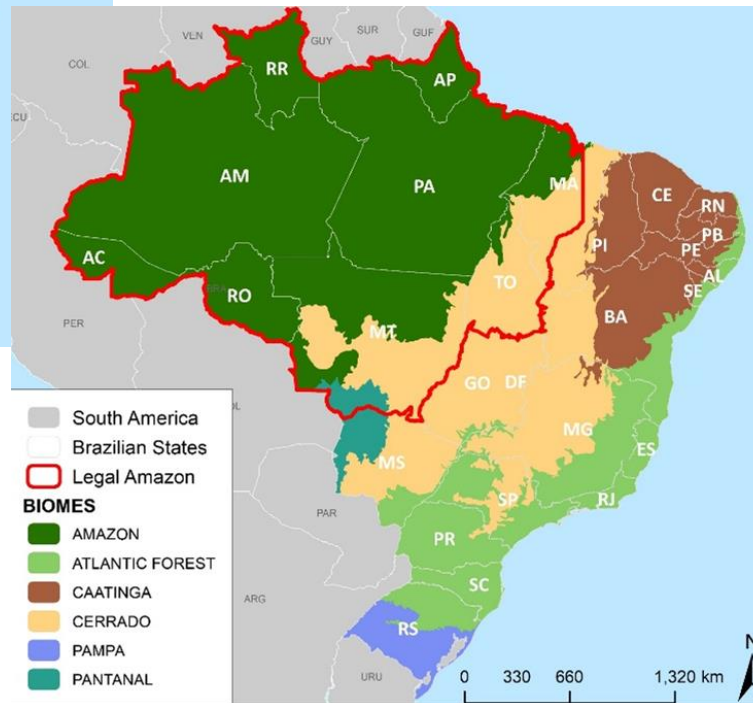 VEN
GUY
SUR
GUF
COL
RR
AP
ECU
AM
PA
MA
CE
RN
PB
PI
PE
AL
SE
AC
RO
BRA
TO
BA
PER
MT
GO
DF
MG
ES
MS
SP
RJ
PAR
PR
SC
ARG
RS
URU
South America
Brazilian States
Legal Amazon
BIOMES
AMAZON
ATLANTIC FOREST
CAATINGA
CERRADO
PAMPA
PANTANAL
N
0 330 660 1,320 km